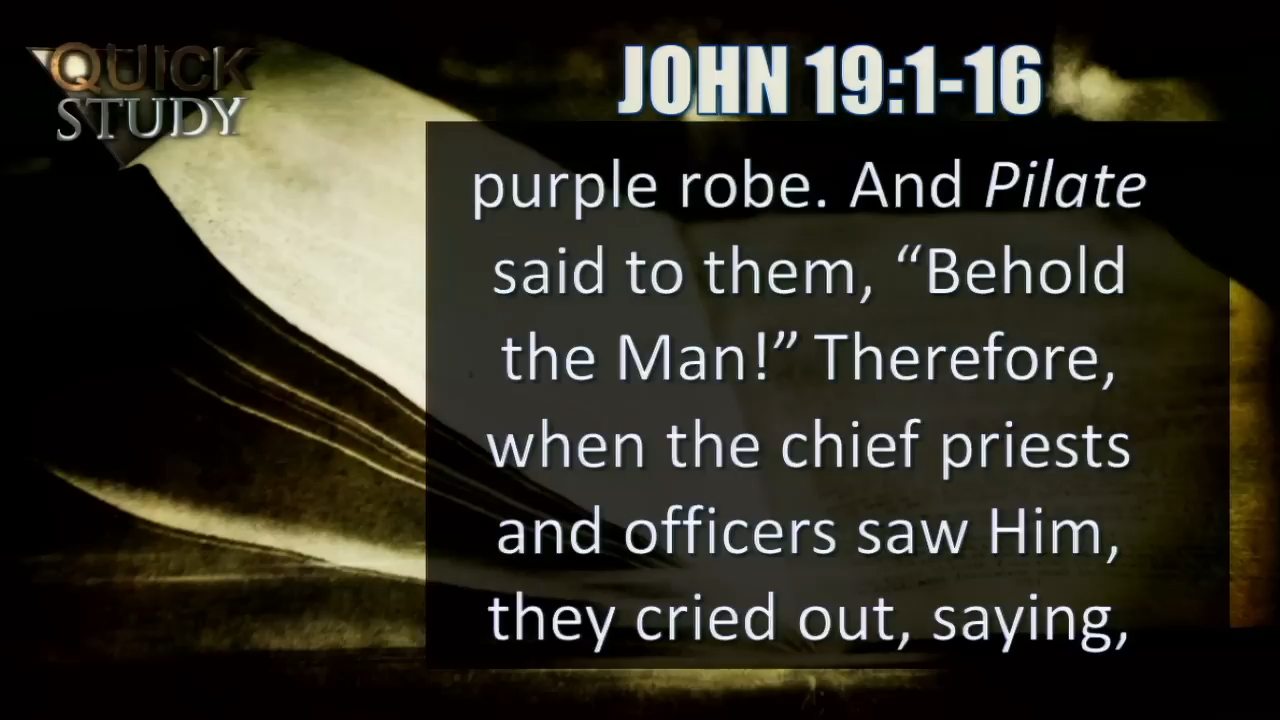 QUICK
STUDY
JOHN 19:1-16
purple robe. And Pilate
said to them, “Behold
the Man!” Therefore,
when the chief priests
and officers saw Him,
they cried out, saying,